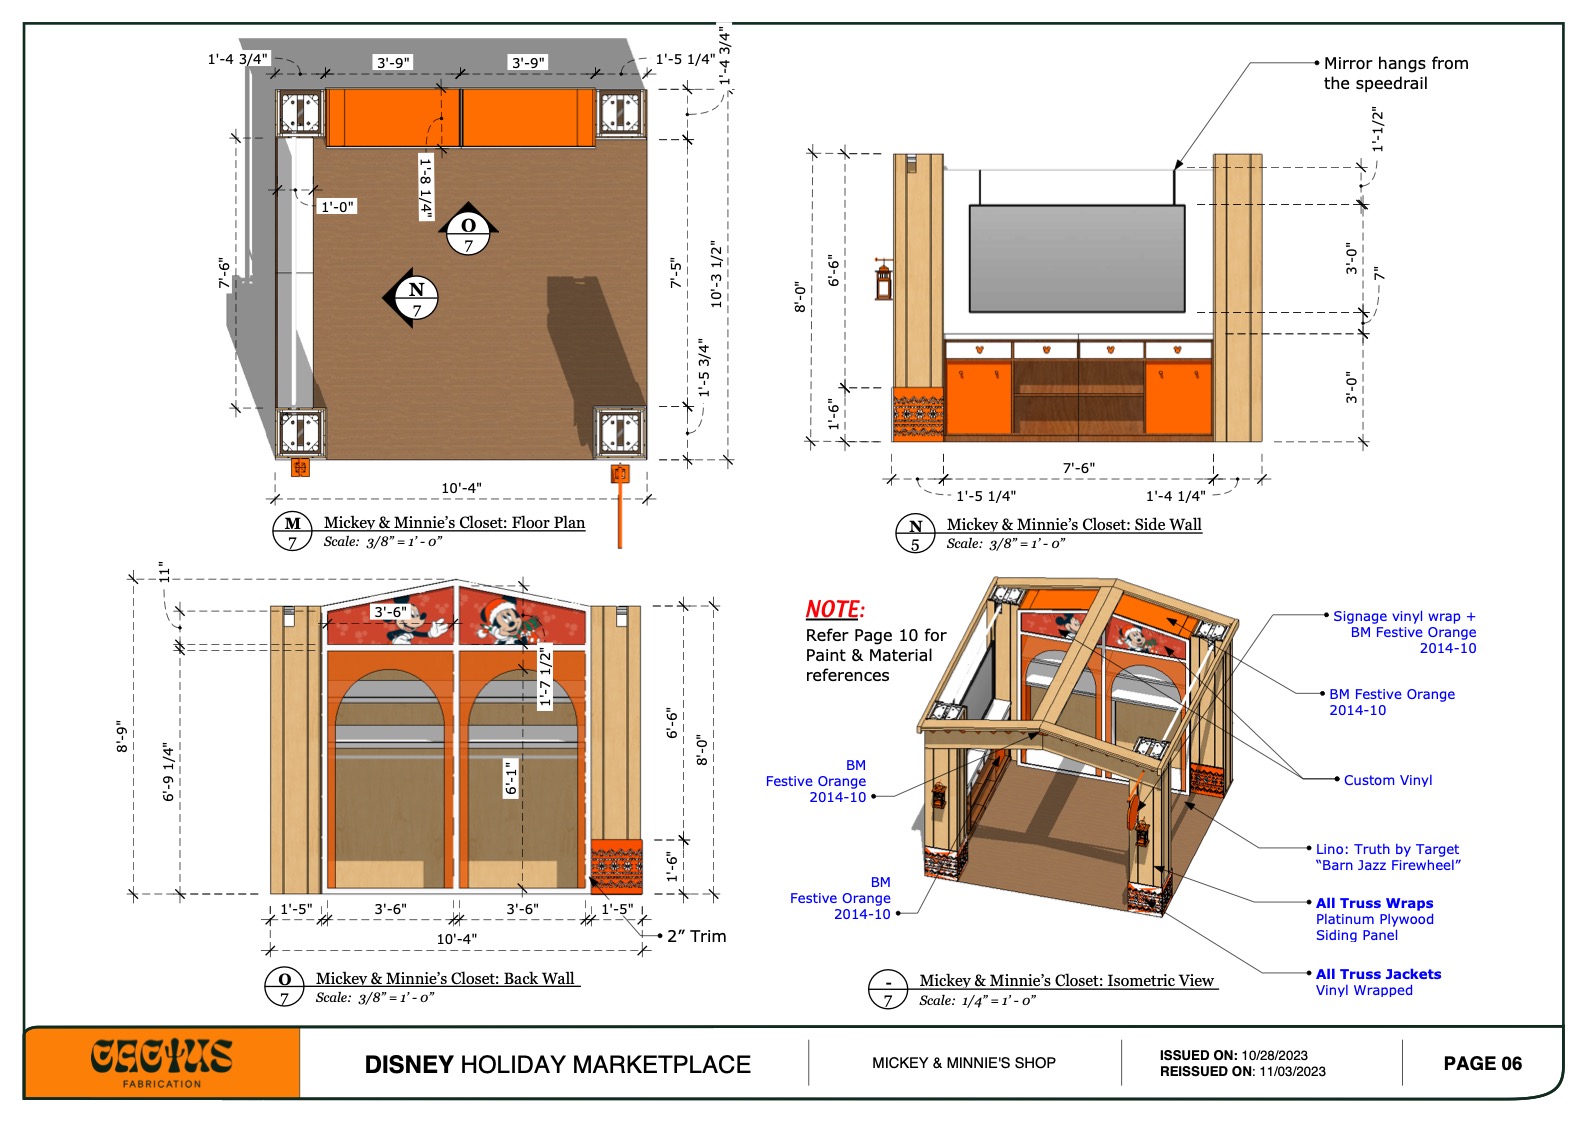 1'-4 3/4"
3'-9"
3'-9"
1'-5 1/4"
1'-4 3/4"
1'-8 1/4"
1'-0"
7'-6"
O
7
N
7
7'-5"
10'-3 1/2"
1'-5 3/4"
10'-4"
M
7
Mickey & Minnie's Closet: Floor Plan
Scale: 3/8" = 1' - 0"
Mirror hangs from
the speedrail
1'-1/2"
8'-0"
6'-6"
1'-6"
3'-0"
7"
3'-0"
7'-6"
1'-5 1/4"
1'-4 1/4"
N
5
Mickey & Minnie's Closet: Side Wall
Scale: 3/8" = 1' - 0"
11"
3'-6"
1'-7 1/2"
8'-9"
6'-9 1/4"
6'-1"
6'-6"
8'-0"
1'-6"
1'-5"
3'-6"
3'-6"
1'-5"
10'-4"
2" Trim
O
7
Mickey & Minnie's Closet: Back Wall
Scale: 3/8" = 1' - 0"
NOTE:
Refer Page 10 for
Paint & Material
references
Signage vinyl wrap +
BM Festive Orange
2014-10
BM Festive Orange
2014-10
BM
Festive Orange
2014-10
Custom Vinyl
Lino: Truth by Target
"Barn Jazz Firewheel"
BM
Festive Orange
2014-10
All Truss Wraps
Platinum Plywood
Siding Panel
All Truss Jackets
Vinyl Wrapped
-
7
Mickey & Minnie's Closet: Isometric View
Scale: 1/4" = 1' - 0"
CACTUS
FABRICATION
DISNEY HOLIDAY MARKETPLACE
MICKEY & MINNIE'S SHOP
ISSUED ON: 10/28/2023
REISSUED ON: 11/03/2023
PAGE 06